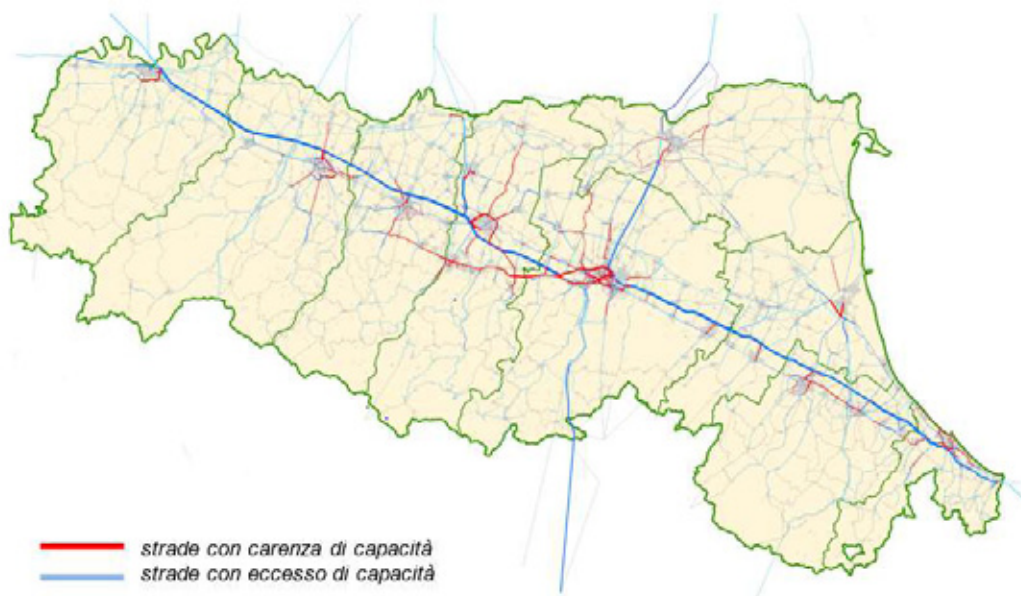 strade con carenza di capacità
strade con eccesso di capacità